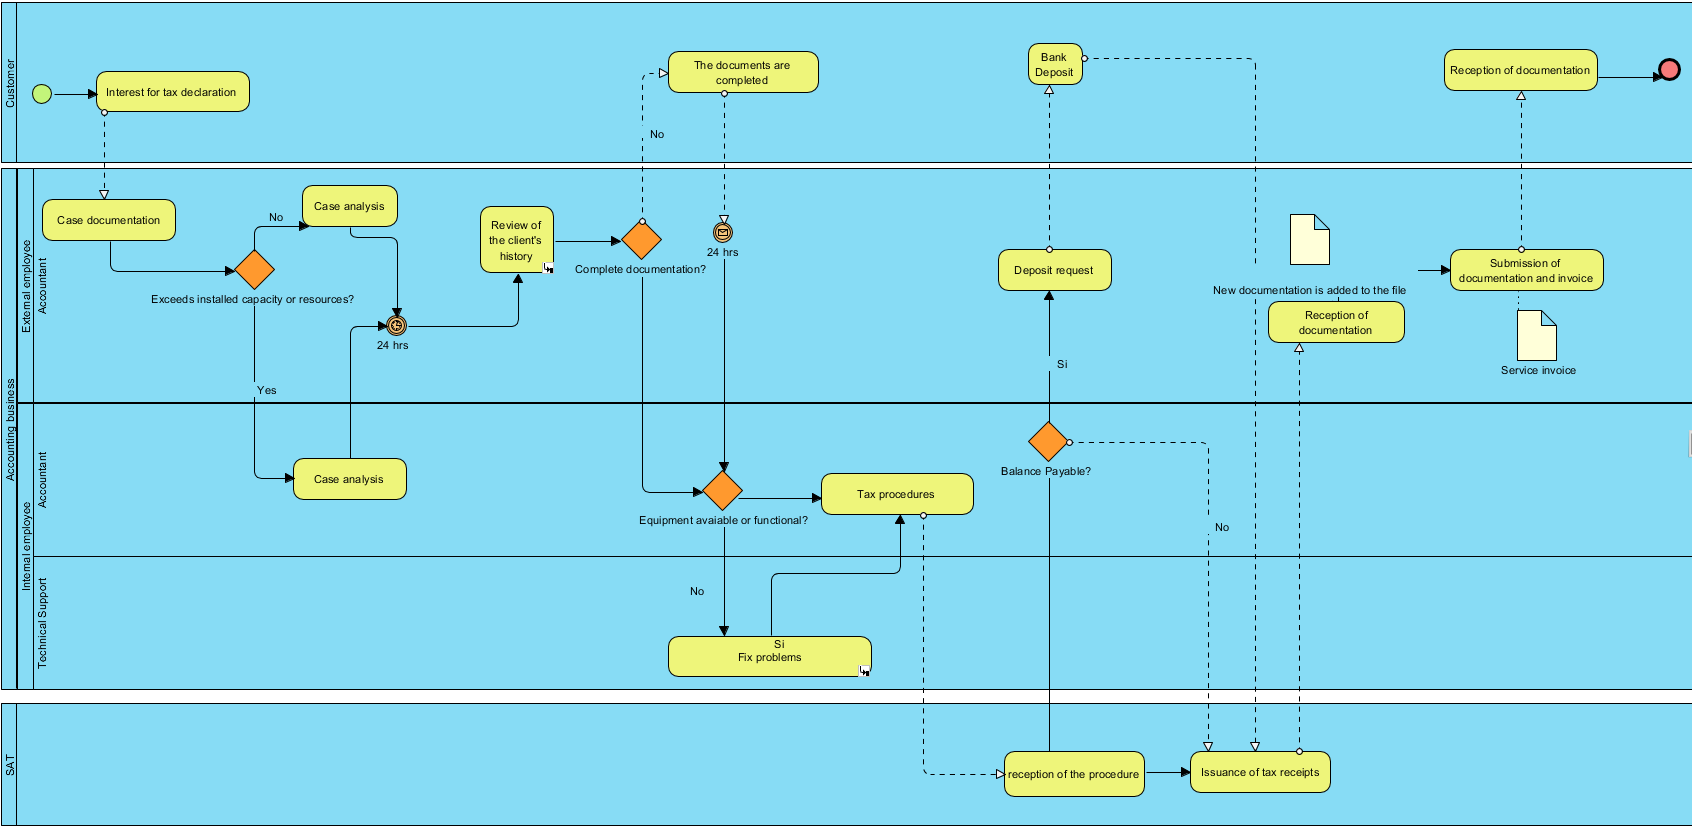 Customer
Interest for tax declaration
The documents are
completed
No
Bank
Deposit
Reception of documentation
Accounting business
External employee
Accountant
Case documentation
No
Case analysis
Exceeds installed capacity or resources?
Yes
24 hrs
Review of
the client's
history
Complete documentation?
24 hrs
Deposit request
Si
New documentation is added to the file
Reception of
documentation
Submission of
documentation and invoice
Service invoice
Internal employee
Accountant
Case analysis
Equipment avaiable or functional?
Tax procedures
Balance Payable?
No
Technical Support
No
Si
Fix problems
SAT
reception of the procedure
Issuance of tax receipts